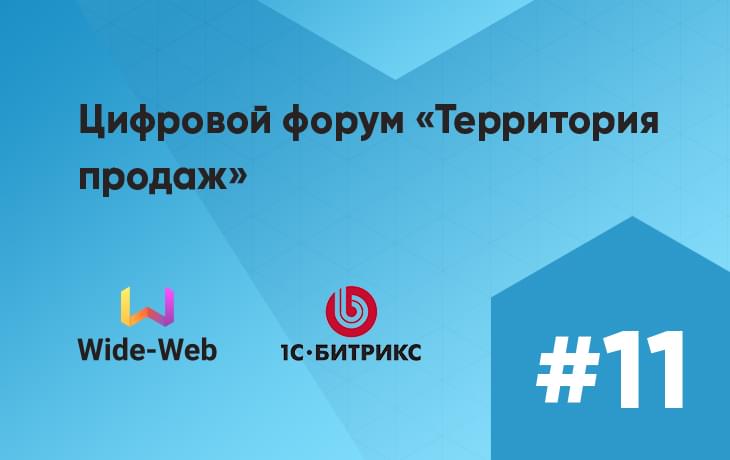 Цифровой форум «Территория
продаж»
Wide-Web
1С·БИТРИКС
#11